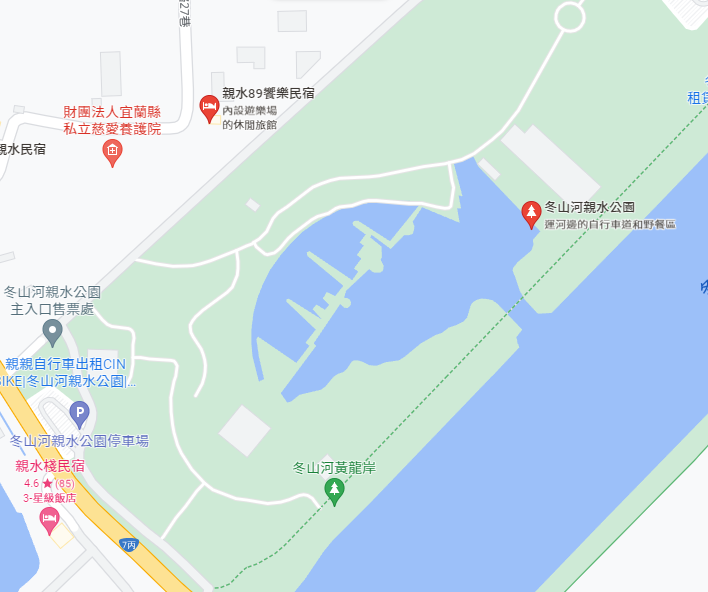 缘27巷
親水89饗樂民宿
內設遊樂場
的休閒旅館
財團法人宜蘭縣
私立慈愛養護院
親水民宿
租賃
冬山河親水公園
運河邊的自行車道和野餐區
冬山河親水公園
主入口售票處
親親自行車出租CIN
BIKE|冬山河親水公園|...
P
冬山河親水公園停車場
親水棧民宿
4.6★(85)
3-星級飯店
冬山河黃龍岸
7丙